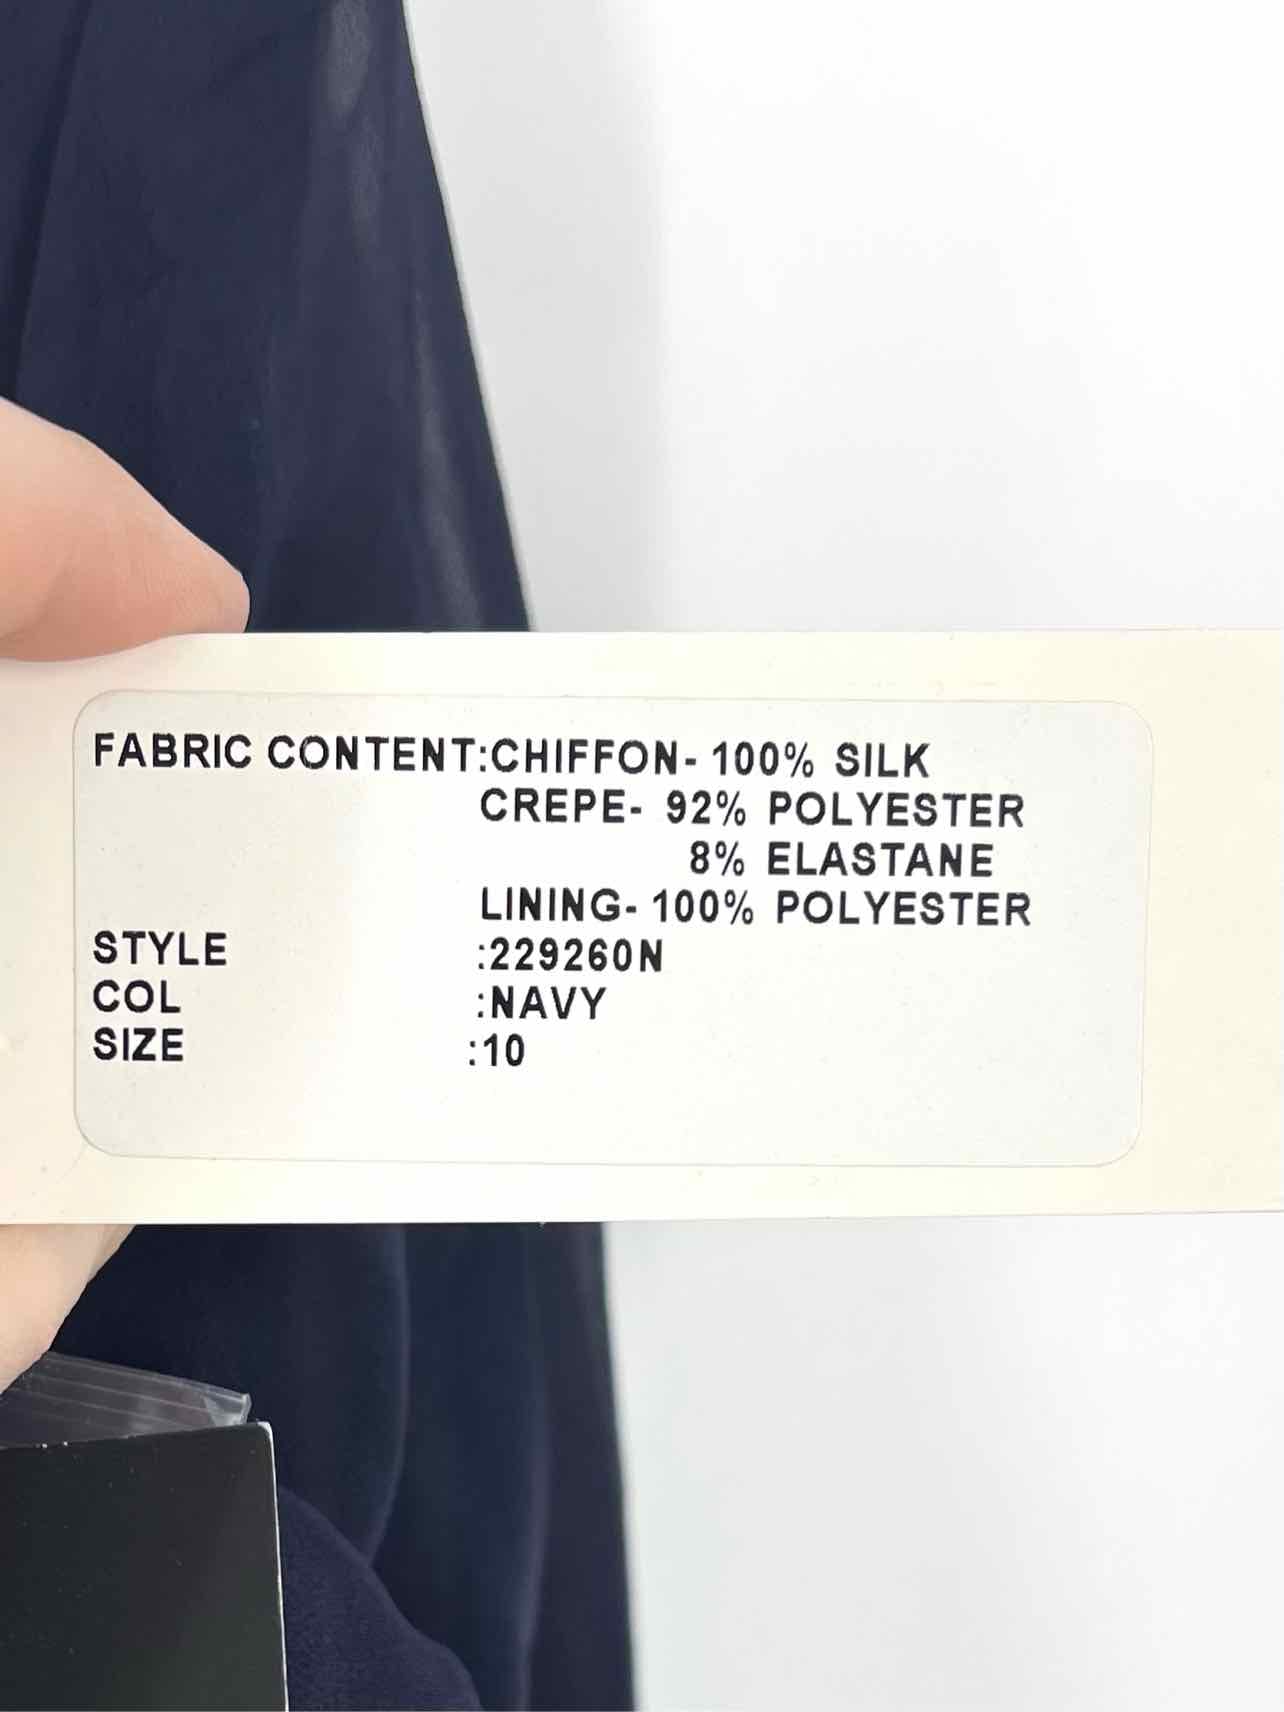 FABRIC CONTENT:CHIFFON- 100% SILK
CREPE- 92% POLYESTER
8% ELASTANE
LINING- 100% POLYESTER
STYLE :229260N
COL :NAVY
SIZE :10